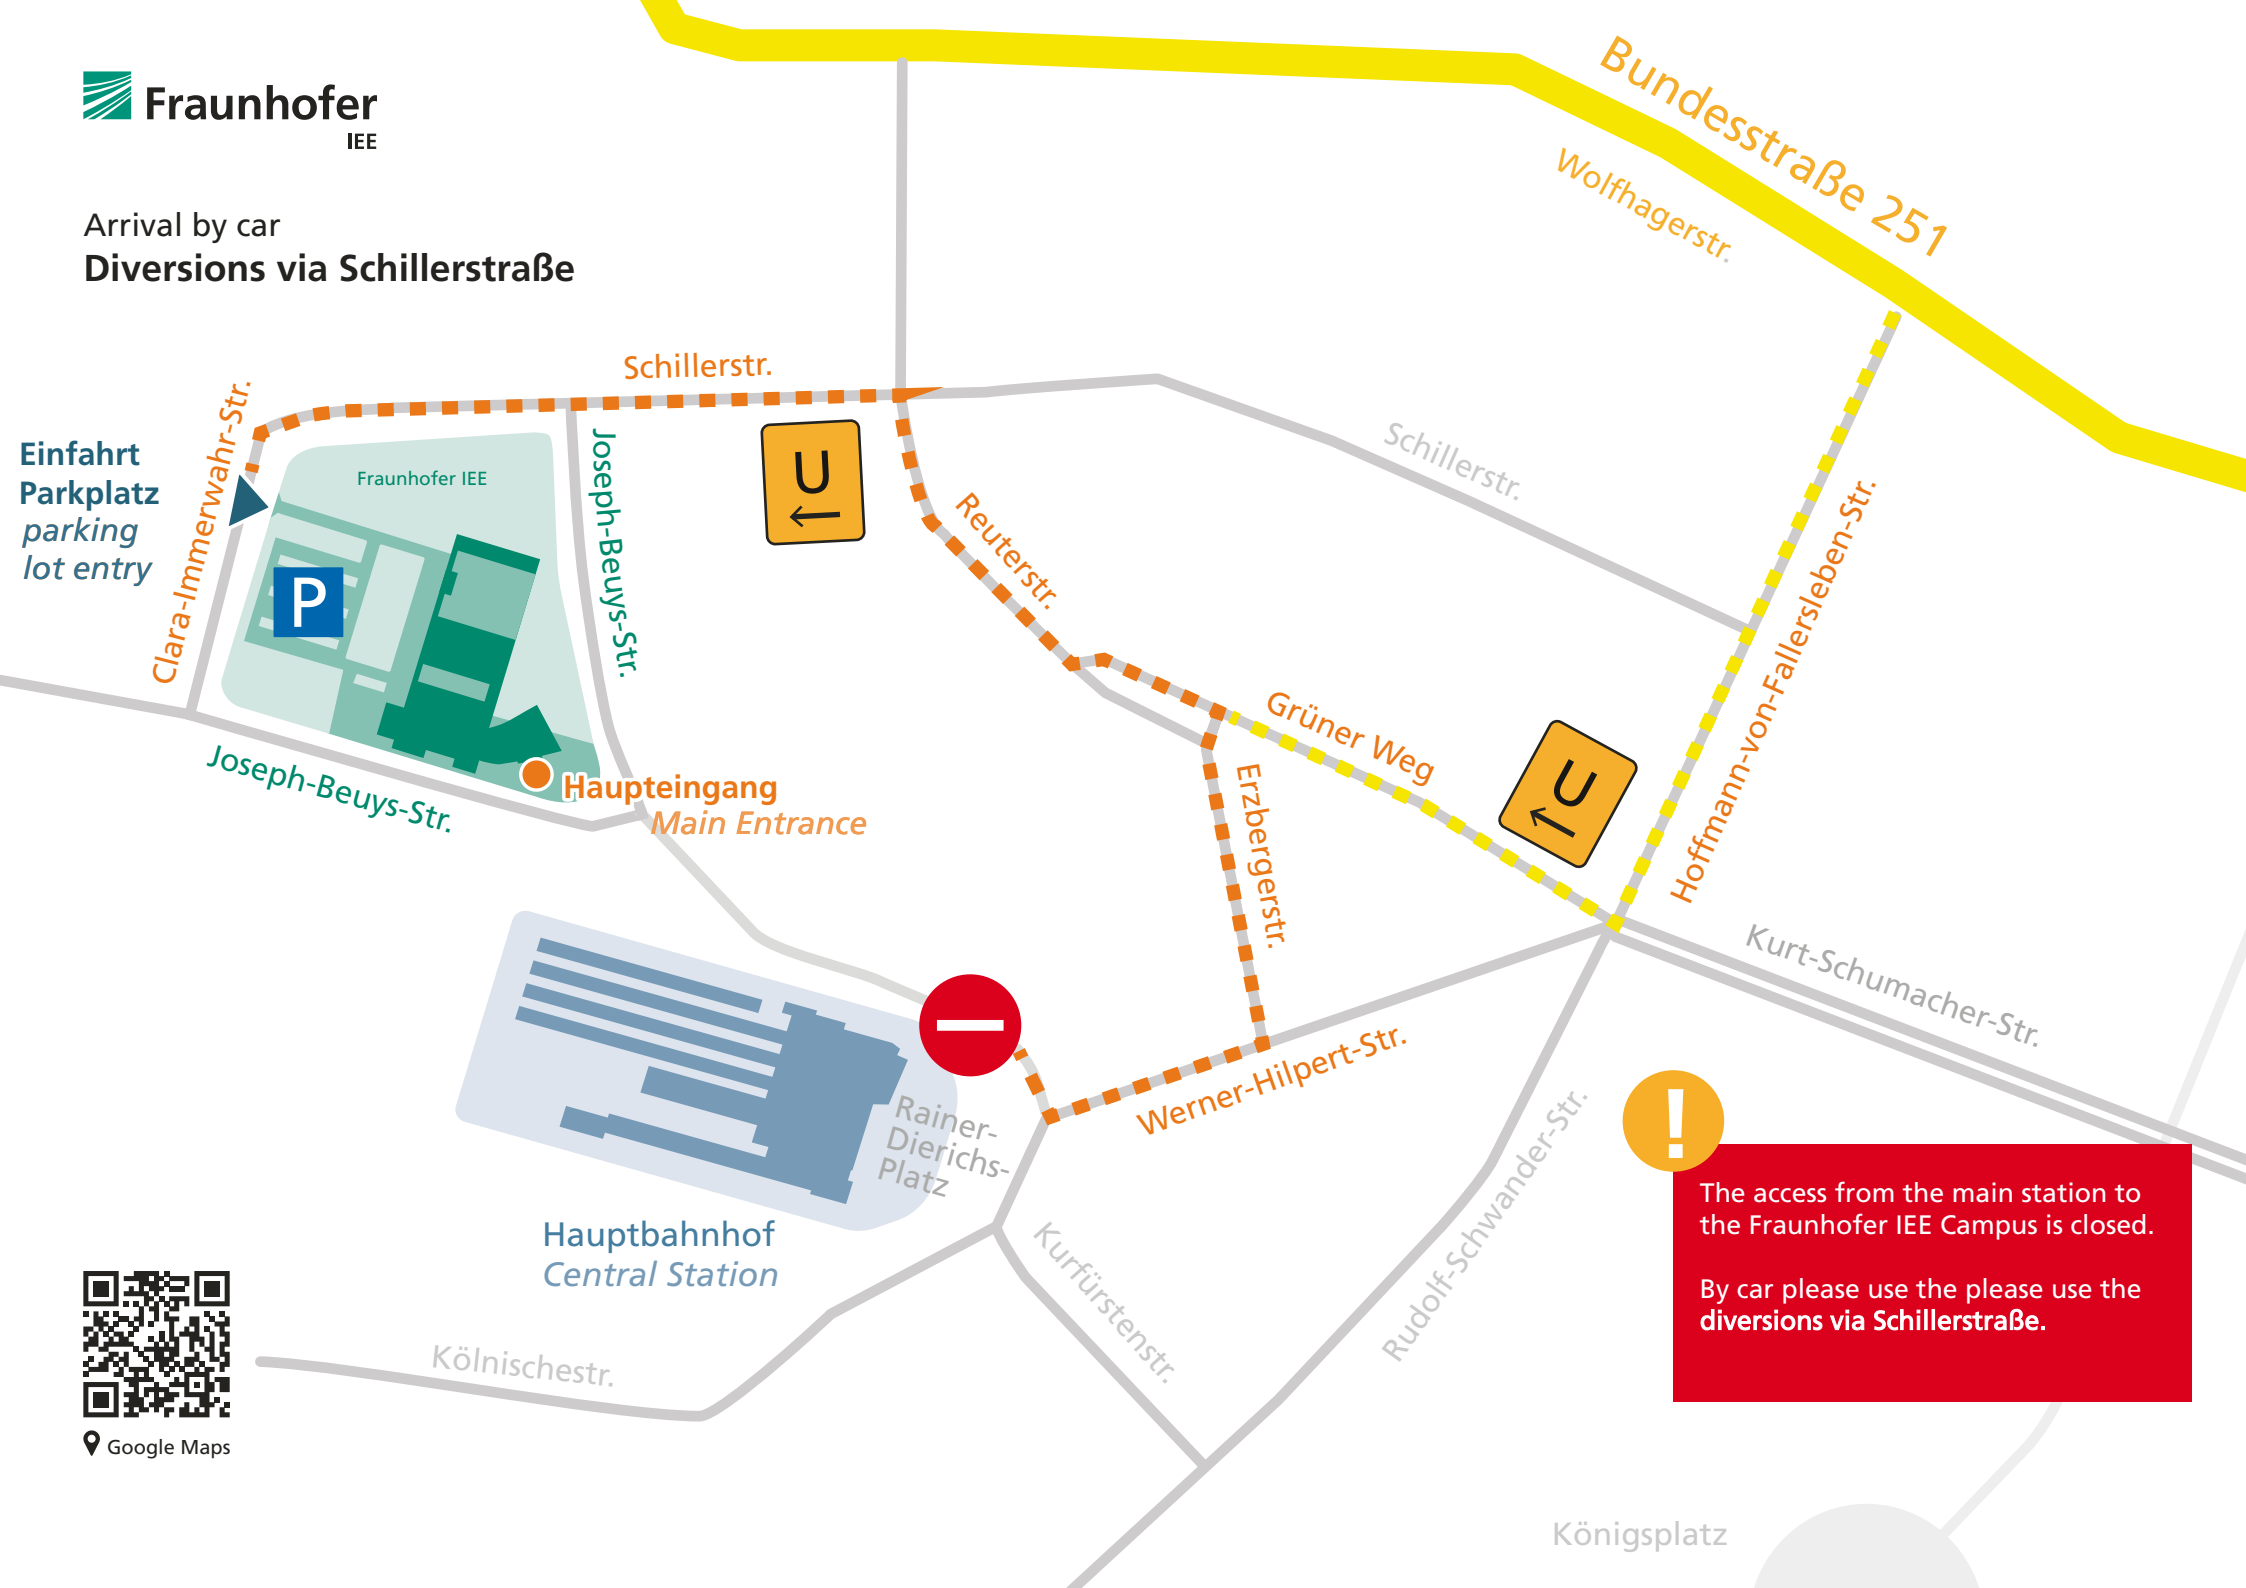 Fraunhofer
IEE
Arrival by car
Diversions via Schillerstraße
Bundesstraße 251
Wolfhagerstr.
Schillerstr.
Clara-Immerwahr-Str.
Einfahrt
Parkplatz
parking
lot entry
Fraunhofer IEE
P
Joseph-Beuys-Str.
U
Reuterstr.
Schillerstr.
Hoffmann-von-Fallersleben-Str.
Grüner Weg
U
Erzbergerstr.
Joseph-Beuys-Str.
Haupteingang
Main Entrance
Kurt-Schumacher-Str.
Werner-Hilpert-Str.
Rainer-
Dierichs-
Platz
Hauptbahnhof
Central Station
Kurfürstenstr.
Rudolf-Schwander-Str.
!
The access from the main station to
the Fraunhofer IEE Campus is closed.
By car please use the please use the
diversions via Schillerstraße.
Kölnischestr.
Google Maps
Königsplatz